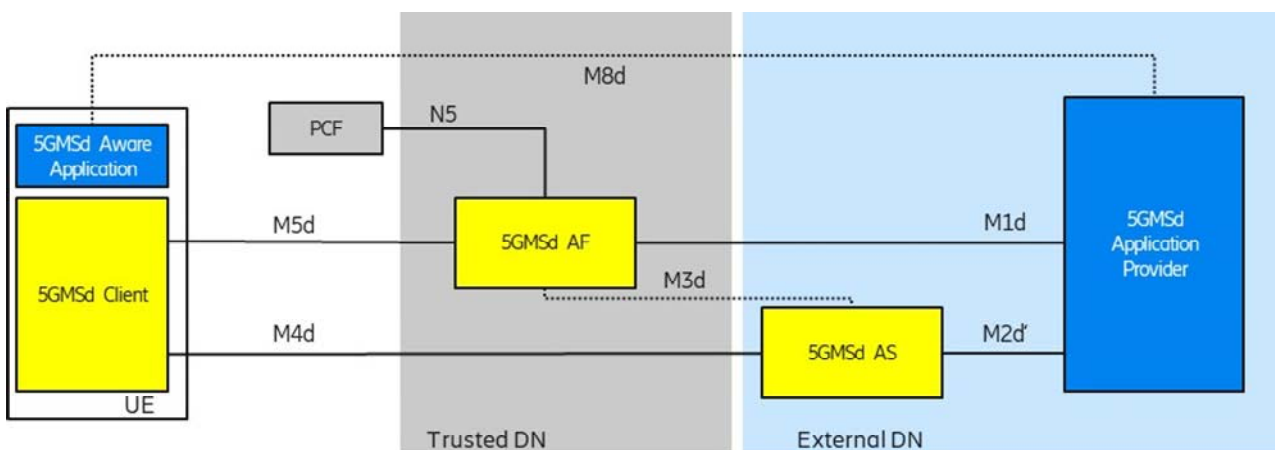 M8d
5GMSd Aware
Application
PCF
N5
M5d
5GMSd AF
M1d
5GMSd
Application
Provider
5GMSd Client
M3d
M4d
5GMSd AS
M2d'
UE
Trusted DN
External DN